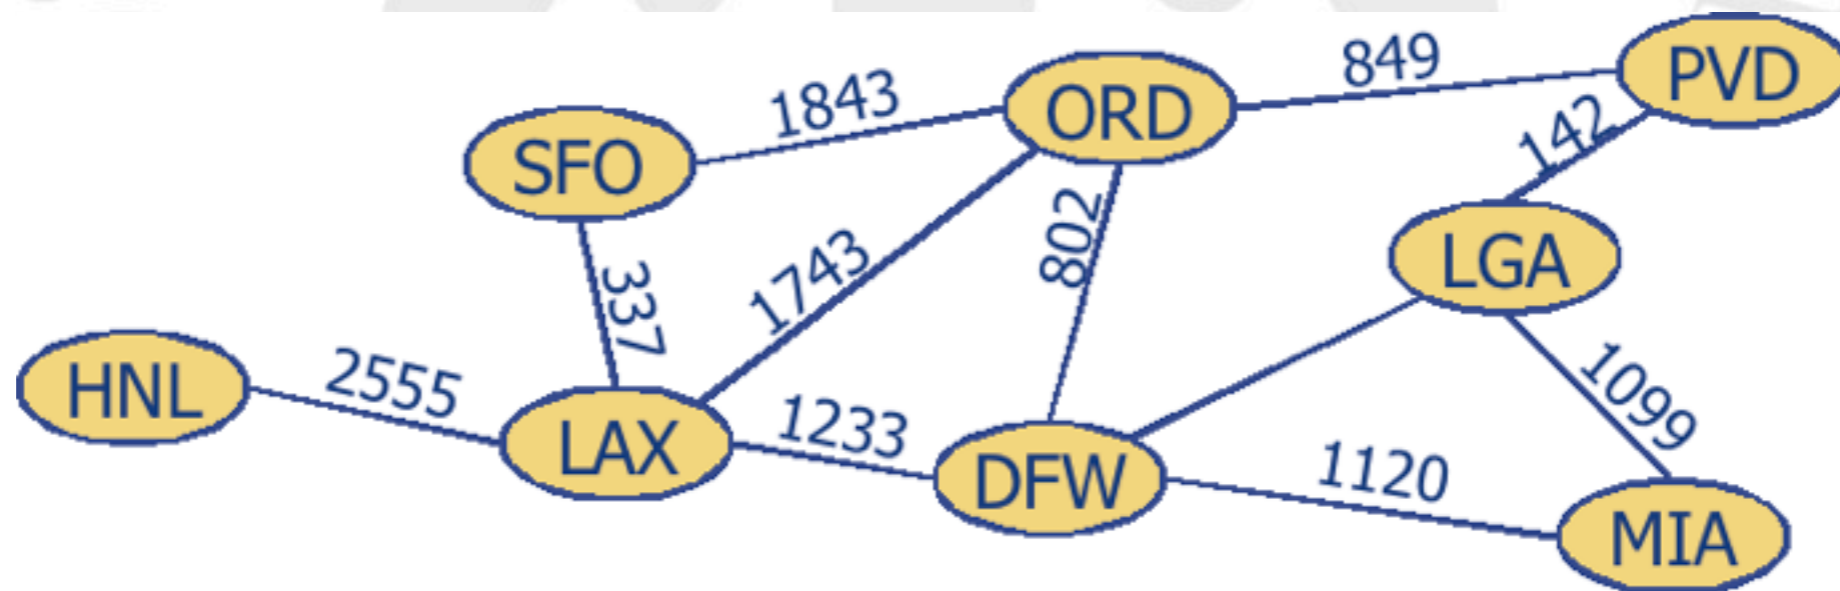 849
PVD
1843
ORD
142
SFO
802
LGA
337
1743
HNL
2555
LAX
1233
DFW
1120
1099
MIA